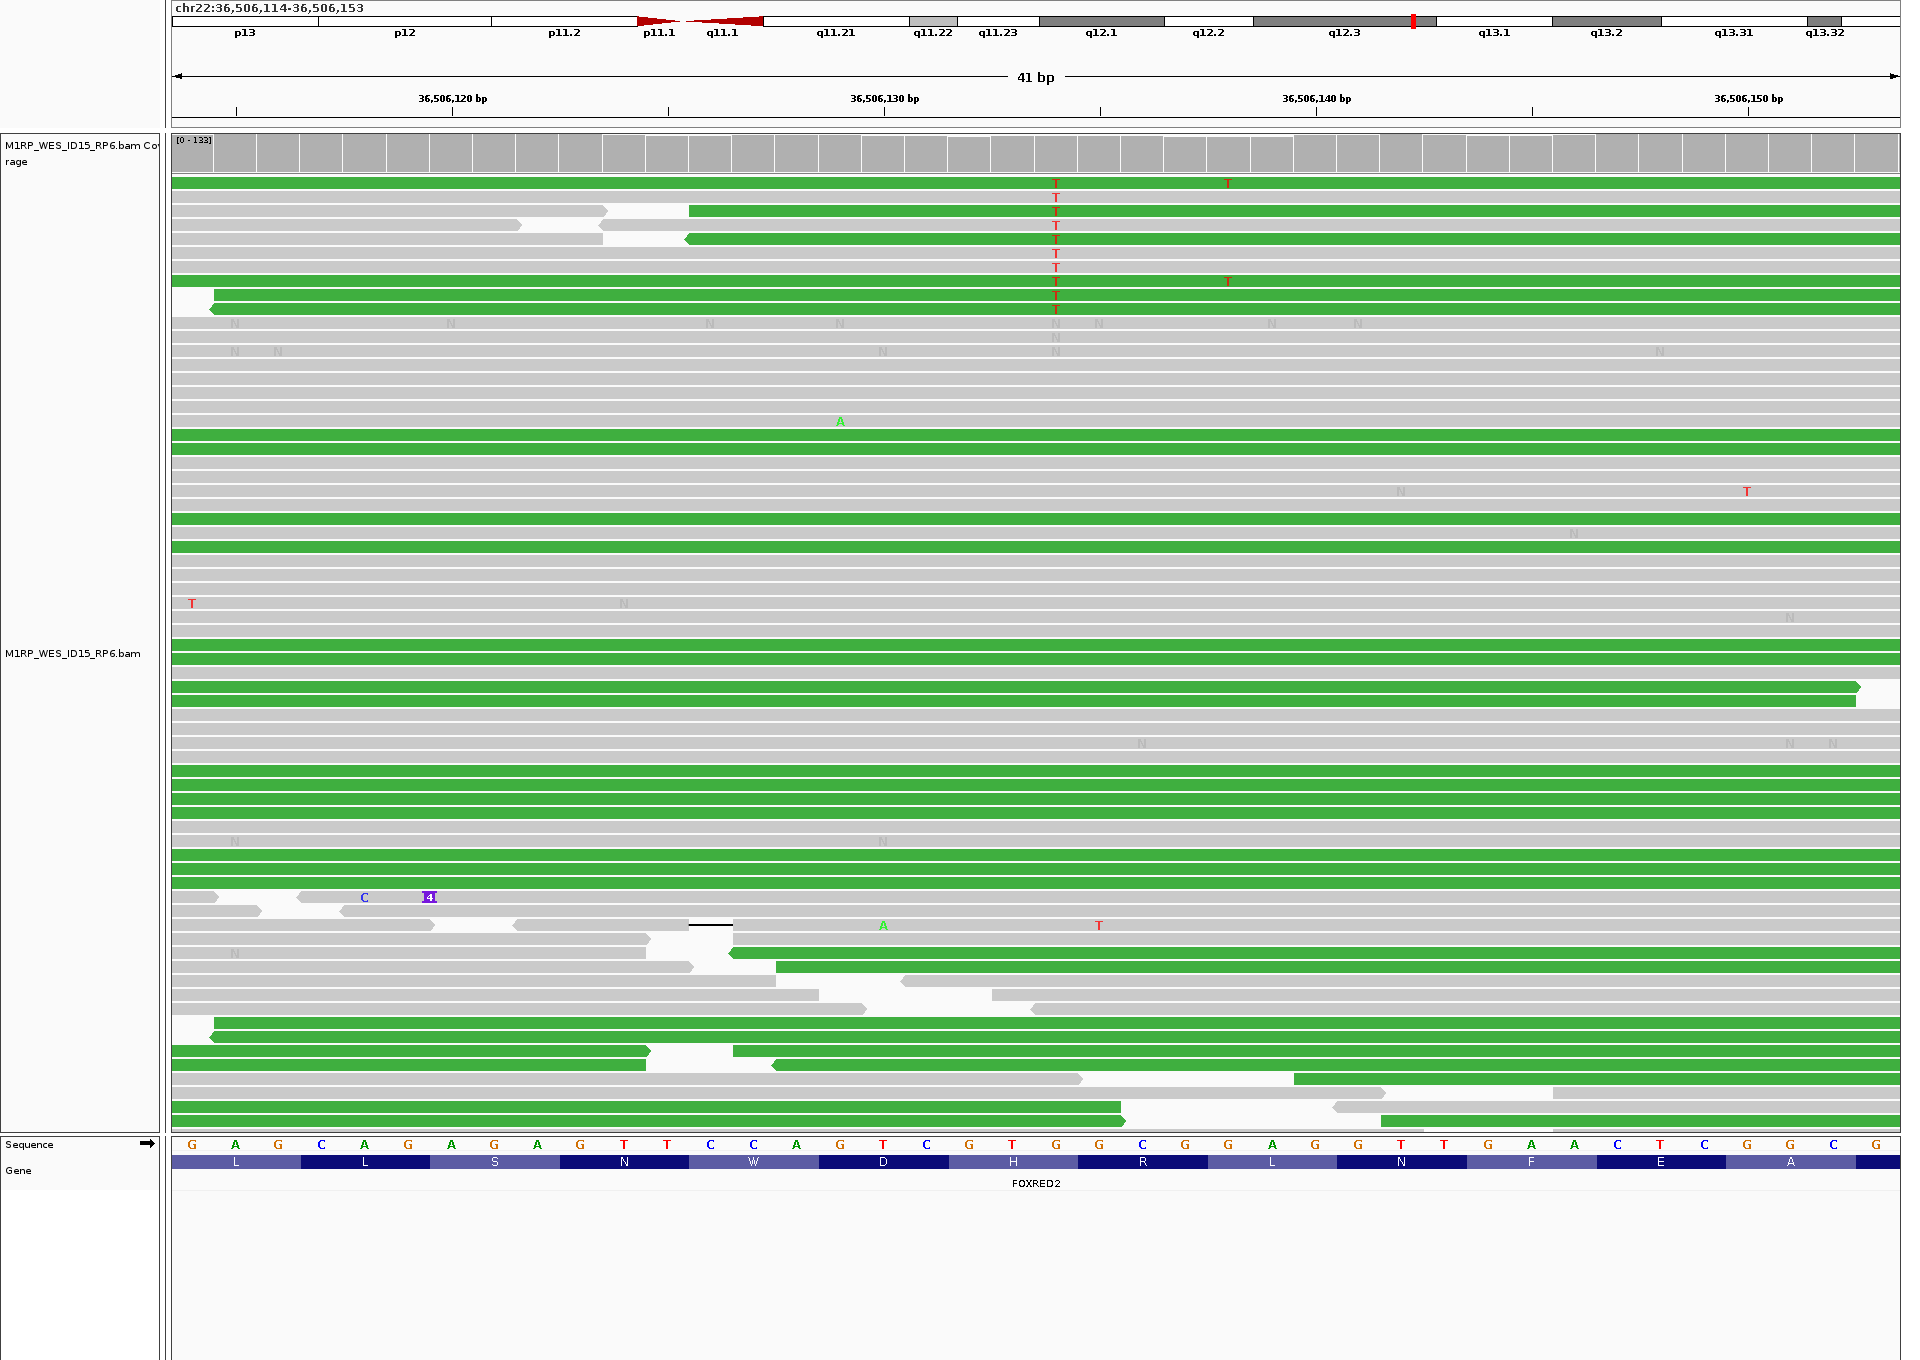 chr22:36,506,114-36,506,153
p13 p12 p11.2 p11.1 q11.1 q11.21 q11.22 q11.23 q12.1 q12.2 q12.3 q13.1 q13.2 q13.31 q13.32
41 bp
36,506,120 bp 36,506,130 bp 36,506,140 bp 36,506,150 bp
M1RP_WES_ID15_RP6.bam Co
rage
[0 - 133]
T T
T
T
T
T
T
T
T T
T
T
N N N N N N N N
N
N N N N N
A
N T
N
T N
N
M1RP_WES_ID15_RP6.bam
N N N
N N
C 4
A T
N
Sequence
G A G C A G A G A G T T C C A G T C G T G G C G G A G G T T G A A C T C G G C G
Gene
L L S N W D H R L N F E A
FOXRED2